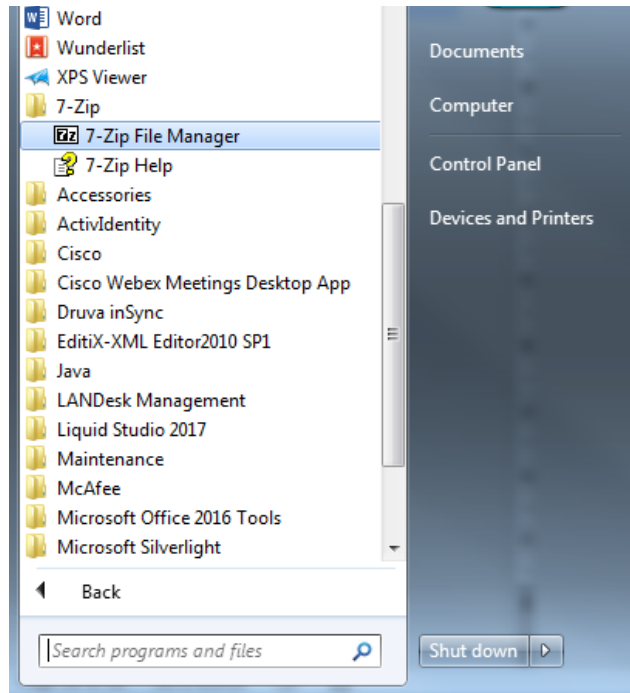 Word
Wunderlist
XPS Viewer
7-Zip
7-Zip File Manager
7-Zip Help
Accessories
ActivIdentity
Cisco
Cisco Webex Meetings Desktop App
Druva inSync
EditiX-XML Editor2010 SP1
Java
LANDesk Management
Liquid Studio 2017
Maintenance
McAfee
Microsoft Office 2016 Tools
Microsoft Silverlight
Back
Search programs and files
Documents
Computer
Control Panel
Devices and Printers
Shut down